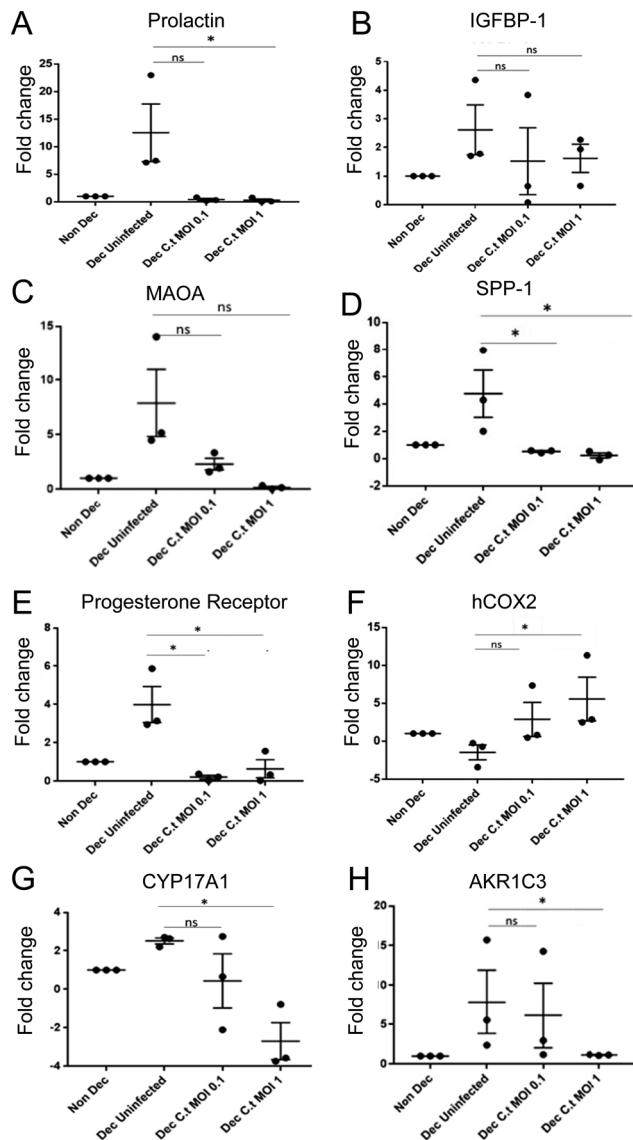 A
Prolactin
Fold change
25
20
15
10
5
0
*
ns
Non Dec
Dec Uninfected
Dec C.t MOI 0.1
Dec C.t MOI 1
B
IGFBP-1
Fold change
6
5
4
3
2
1
0
ns
ns
Non Dec
Dec Uninfected
Dec C.t MOI 0.1
Dec C.t MOI 1
C
MAOA
Fold change
15
10
5
0
ns
ns
Non Dec
Dec Uninfected
Dec C.t MOI 0.1
Dec C.t MOI 1
D
SPP-1
Fold change
10
8
6
4
2
0
-2
*
*
Non Dec
Dec Uninfected
Dec C.t MOI 0.1
Dec C.t MOI 1
E
Progesterone Receptor
Fold change
8
6
4
2
0
*
*
Non Dec
Dec Uninfected
Dec C.t MOI 0.1
Dec C.t MOI 1
F
hCOX2
Fold change
15
10
5
0
-5
*
ns
Non Dec
Dec Uninfected
Dec C.t MOI 0.1
Dec C.t MOI 1
G
CYP17A1
Fold change
4
2
0
-2
-4
*
ns
Non Dec
Dec Uninfected
Dec C.t MOI 0.1
Dec C.t MOI 1
H
AKR1C3
Fold change
20
15
10
5
0
*
ns
Non Dec
Dec Uninfected
Dec C.t MOI 0.1
Dec C.t MOI 1